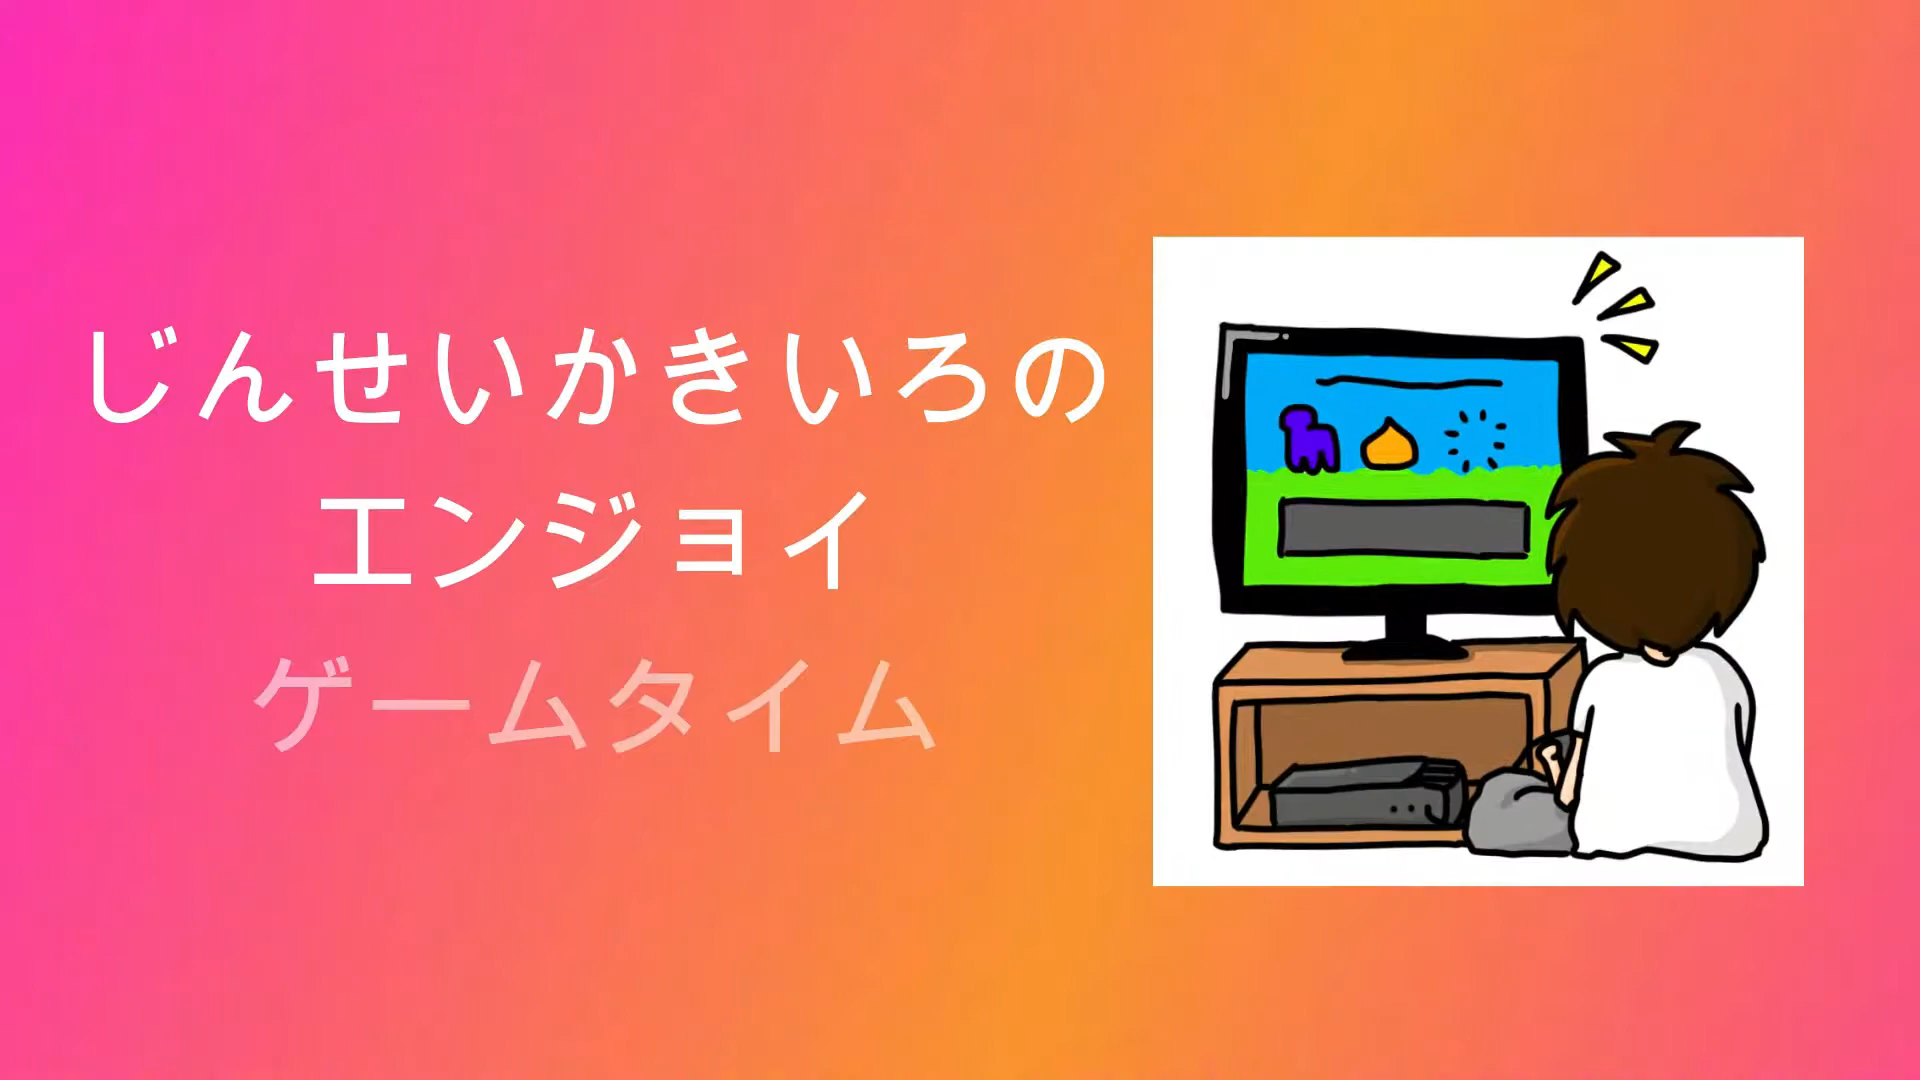 じんせいかきいろの
エンジョイ
ゲームタイム